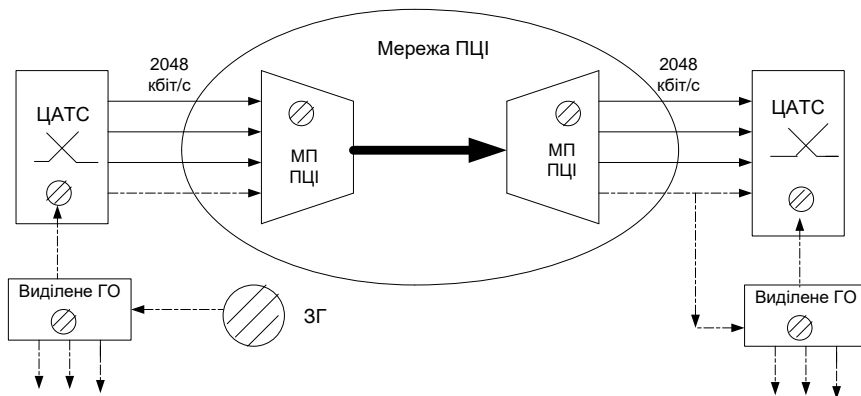 Мережа ПЦІ
2048
кбіт/с
2048
кбіт/с
ЦАТС
МП
ПЦІ
МП
ПЦІ
ЦАТС
Виділене ГО
ЗГ
Виділене ГО